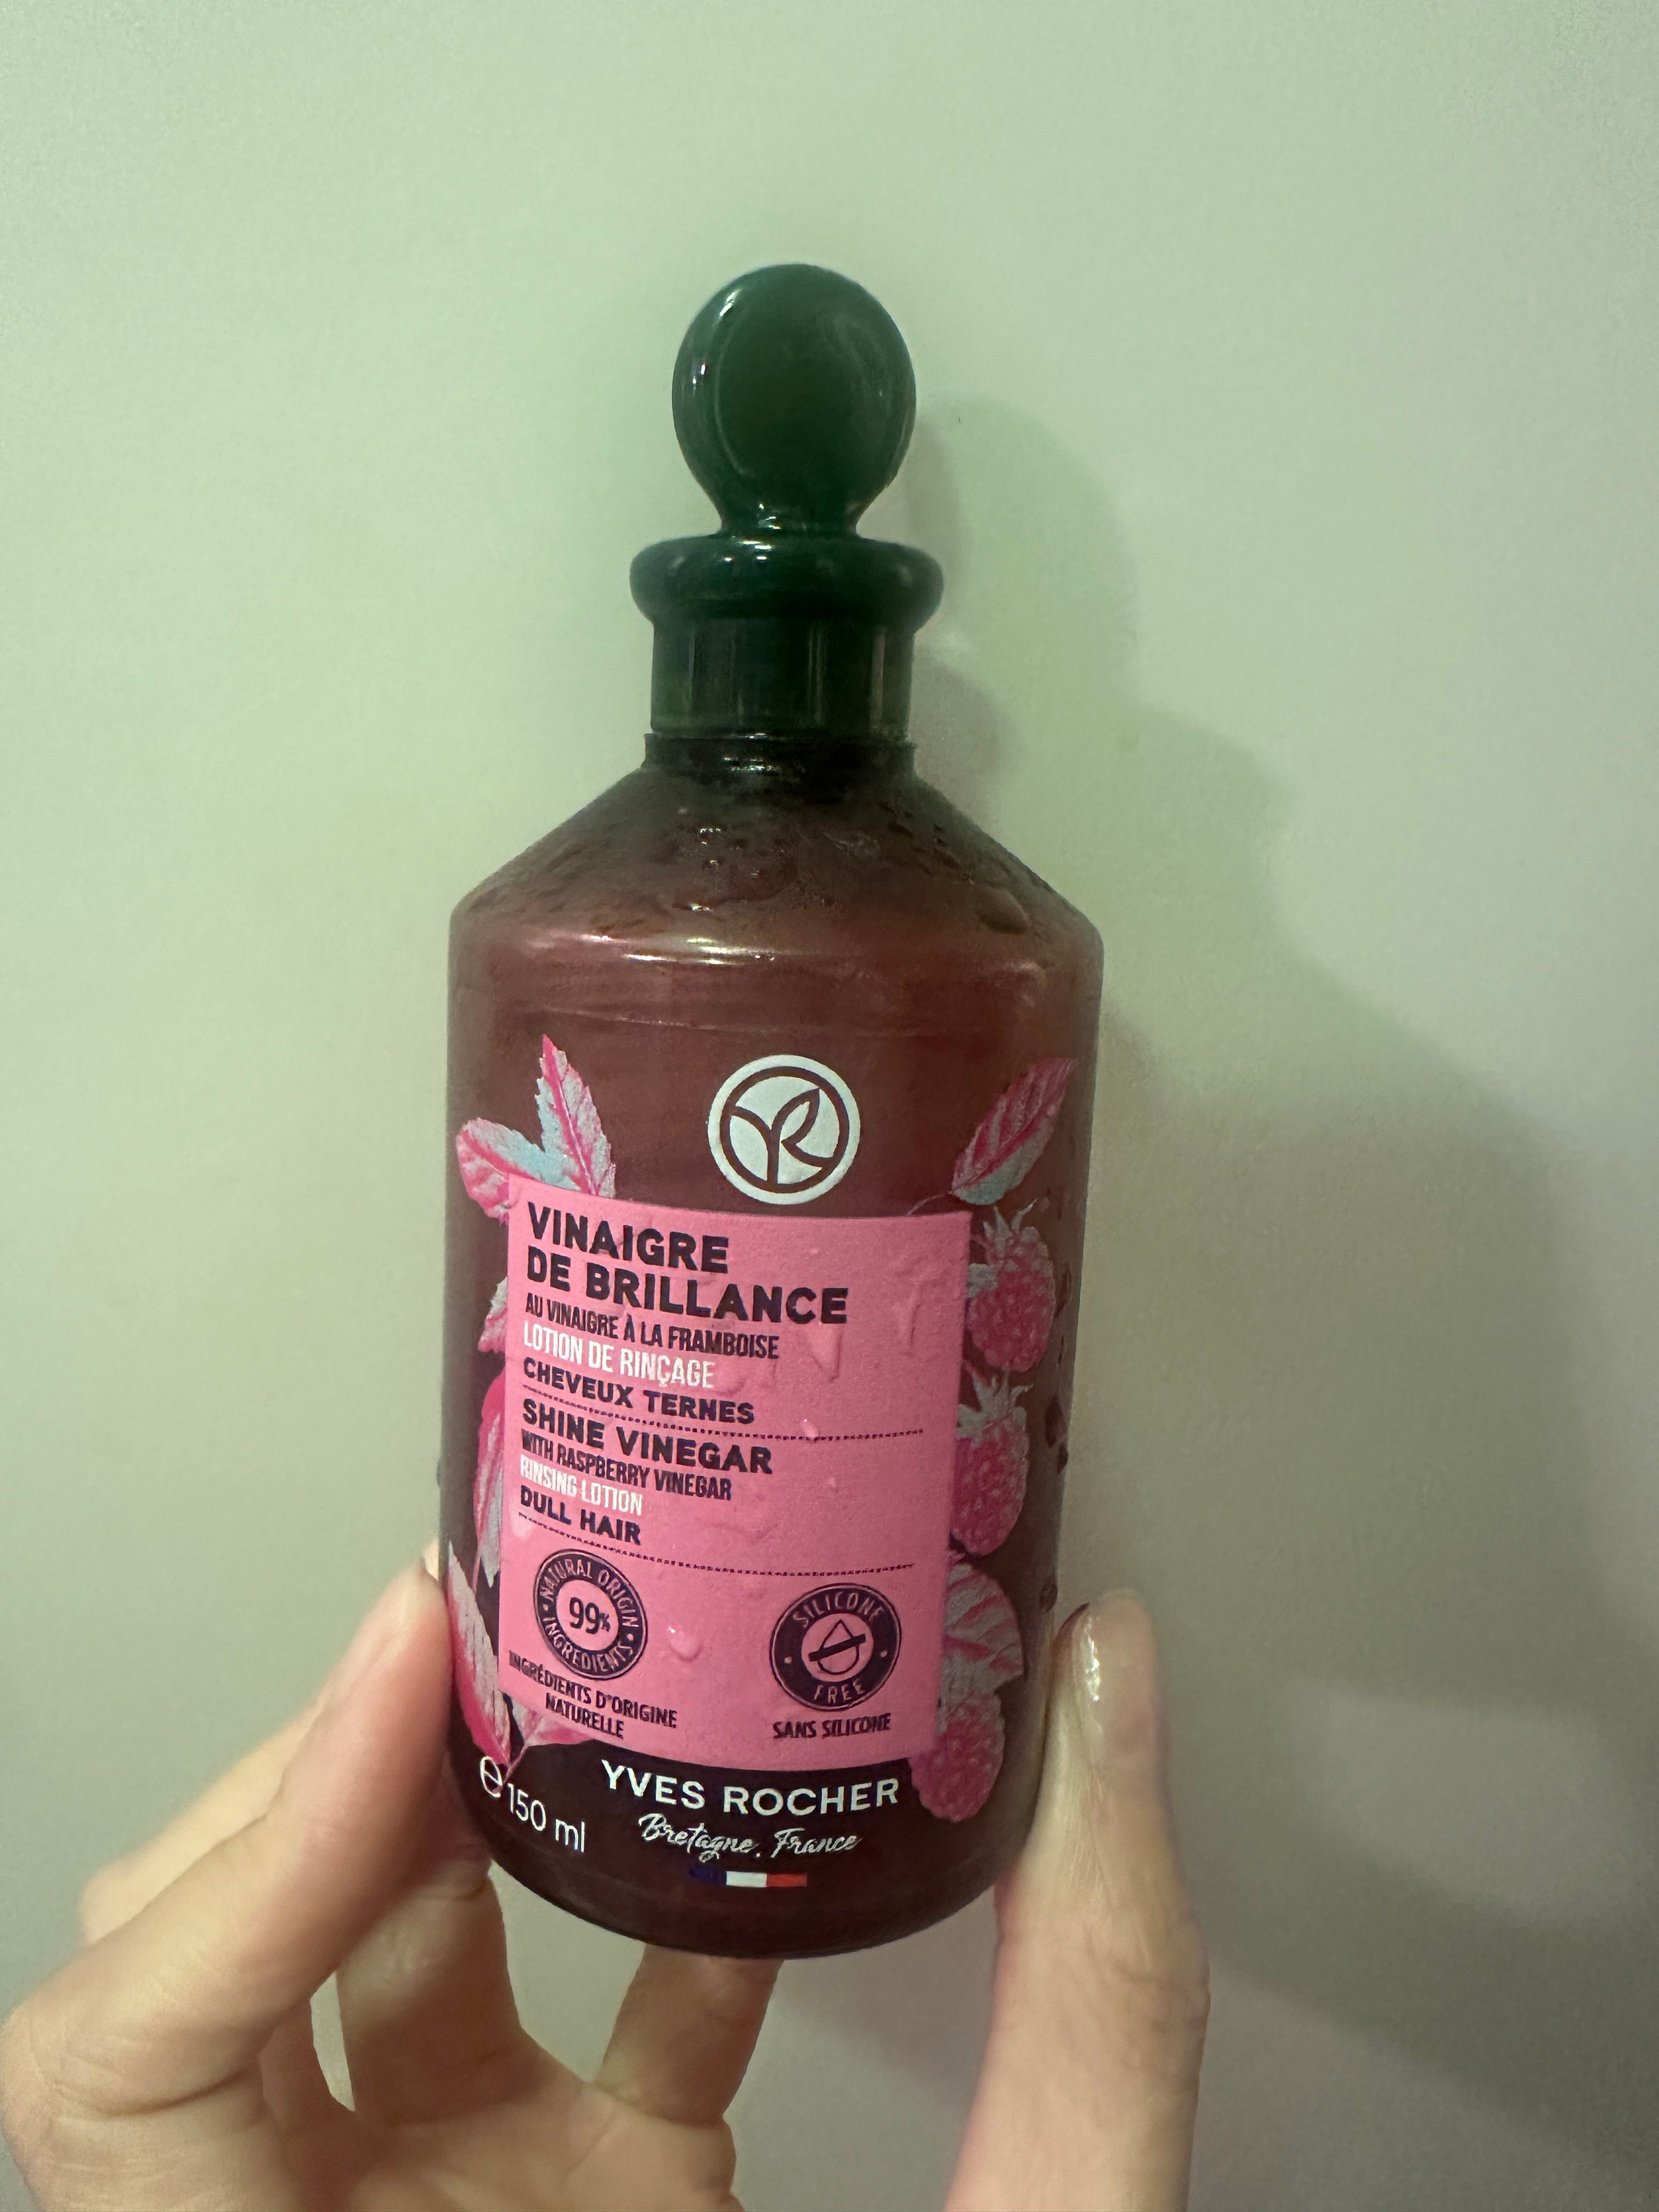 VINAIGRE
DE BRILLANCE
AU VINAIGRE À LA FRAMBOISE
LOTION DE RINÇAGE
CHEVEUX TERNES
SHINE VINEGAR
WITH RASPBERRY VINEGAR
RINSING LOTION
DULL HAIR
NATURAL ORIGIN
99%
INGREDIENTS
INGRÉDIENTS D'ORIGINE
NATURELLE
SILICONE
FREE
SANS SILICONE
YVES ROCHER
Bretagne, France
℮ 150 ml